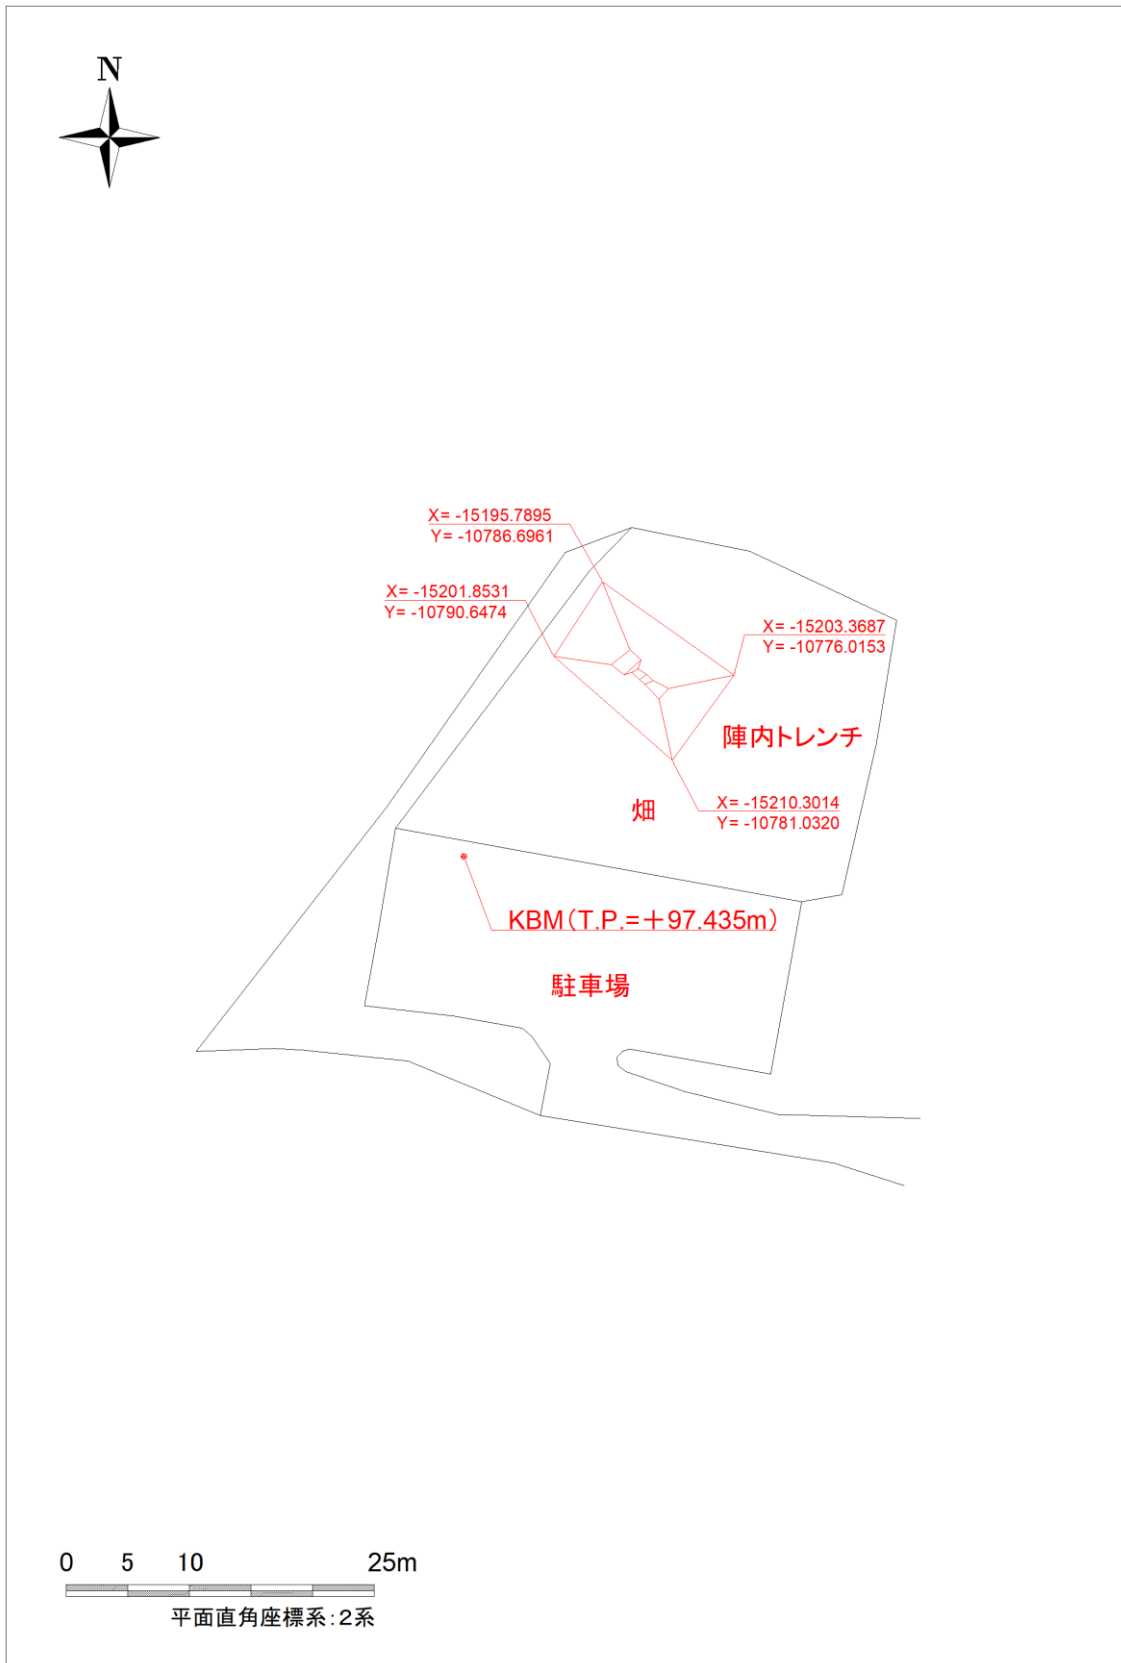 N
X= -15195.7895
Y= -10786.6961
X= -15201.8531
Y= -10790.6474
X= -15203.3687
Y= -10776.0153
陣内トレンチ
X= -15210.3014
Y= -10781.0320
畑
KBM(T.P.=+97.435m)
駐車場
0 5 10 25m
平面直角座標系:2系